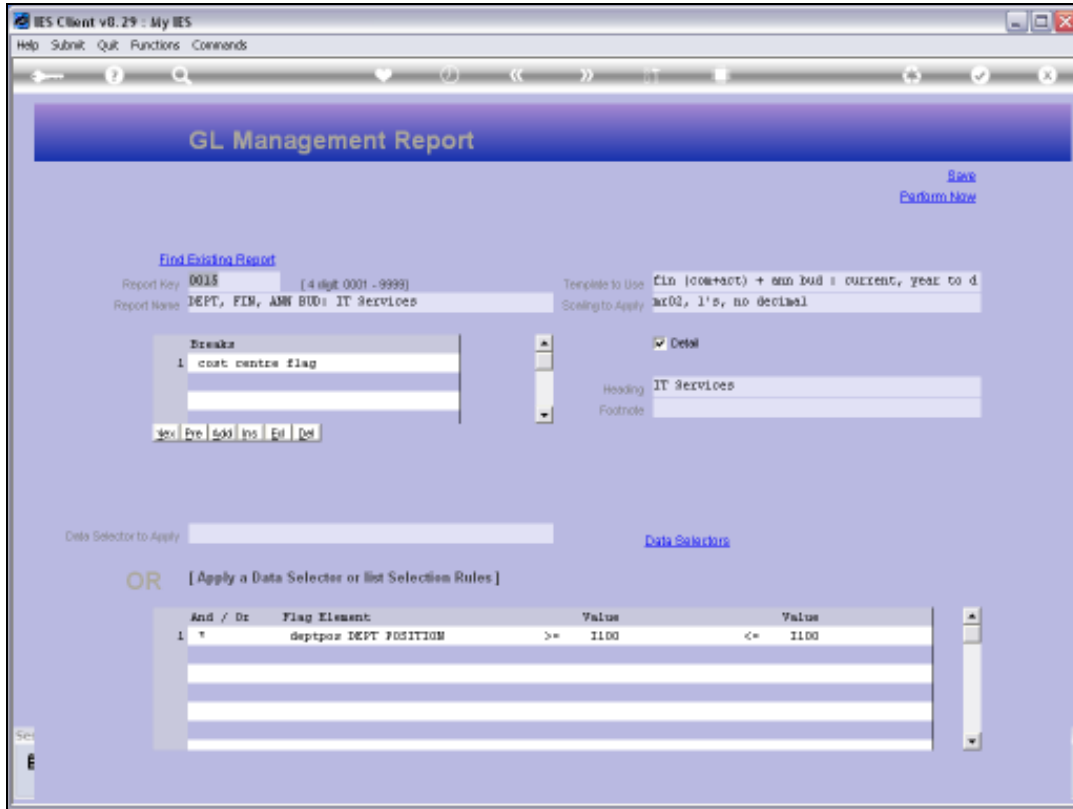 IES Client v8.29 : My IES
Help Submit Quit Functions Commands
GL Management Report
Save
Perform Now
Find Existing Report
Report Key 0015 [ 4 digit: 0001 - 9999] Template to Use fin (com+act) + ann bud : current, year to d
Report Name DEPT, FIN, ANN BUD: IT Services Scaling to Apply mr02, 1's, no decimal
Breaks Detail
1 cost centre flag
Heading IT Services
Footnote
Nex Pre Add Ins Ed Del
Data Selector to Apply Data Selectors
OR [ Apply a Data Selector or list Selection Rules ]
And / Or Flag Element Value Value
1 deptpos DEPT POSITION >= I100 <= I100